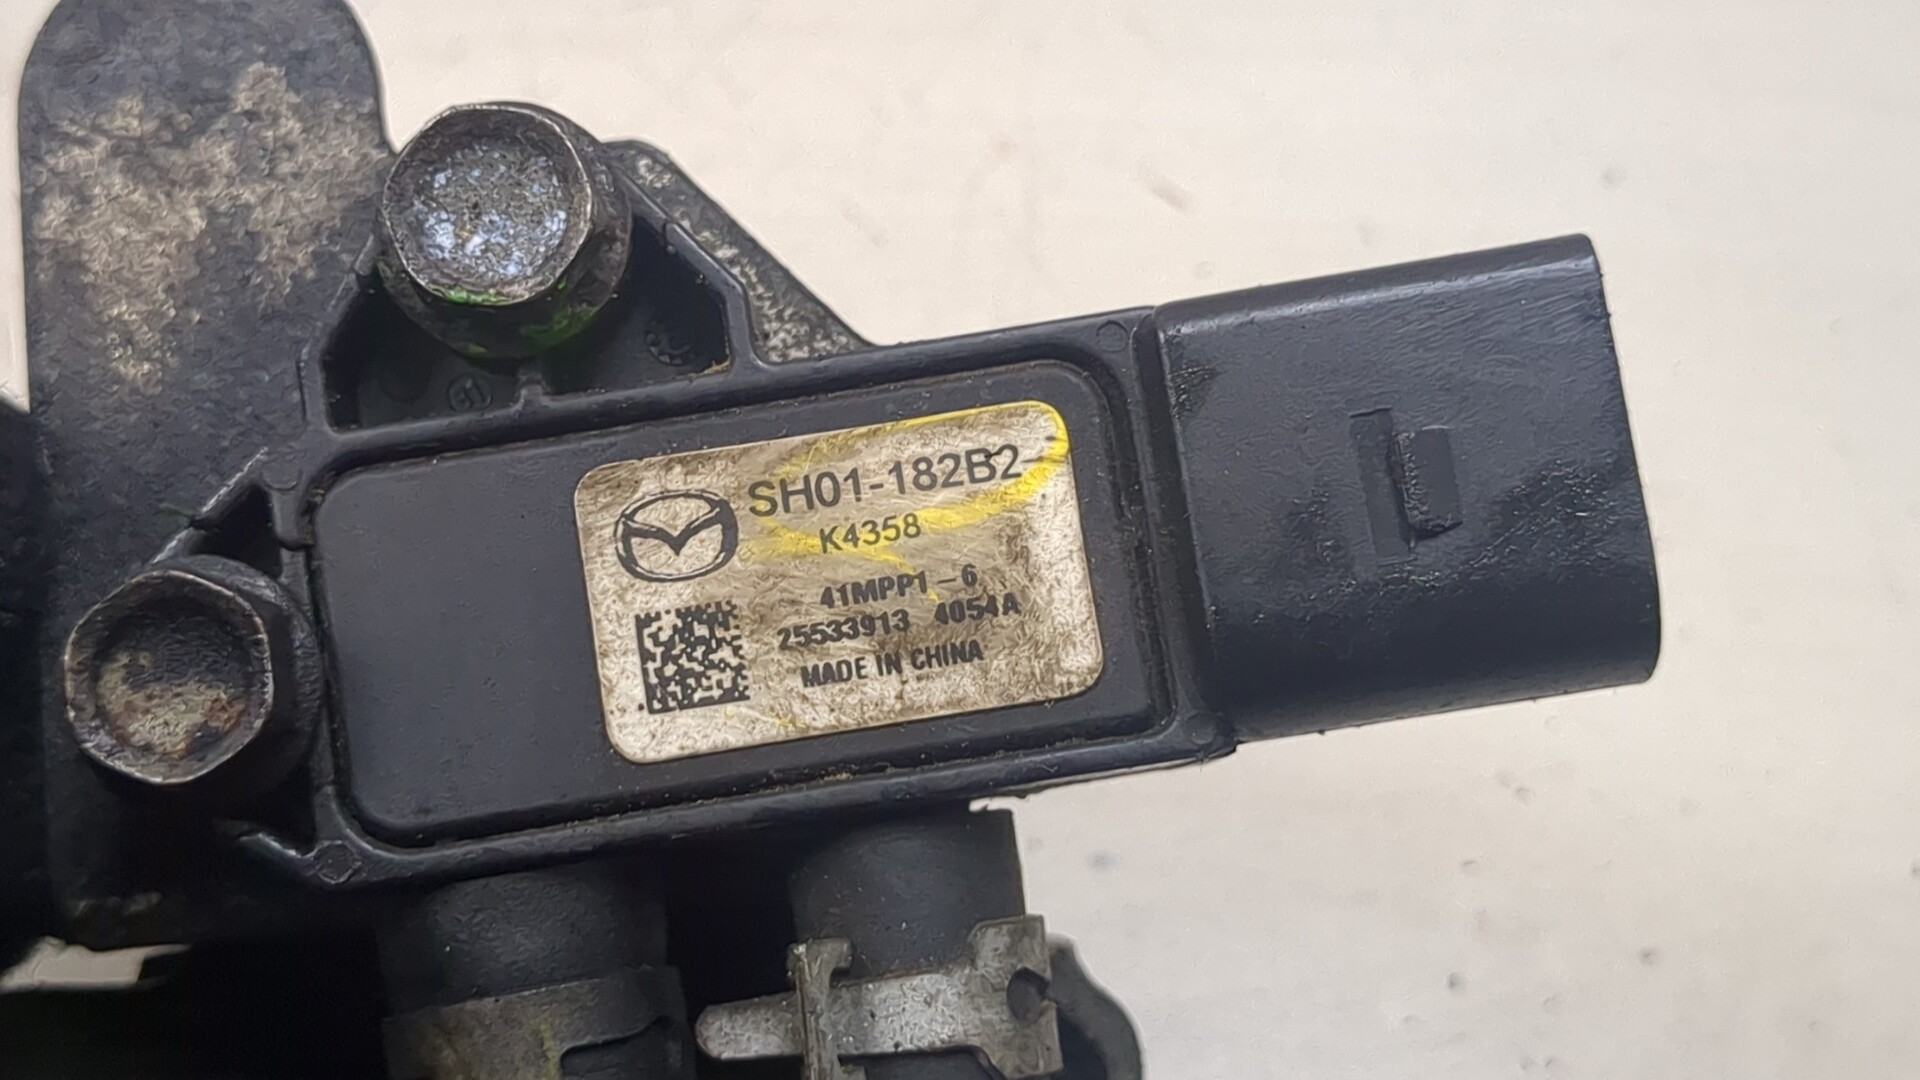 SH01-182B2
K4358
41MPP1-6
25533913 4054A
MADE IN CHINA